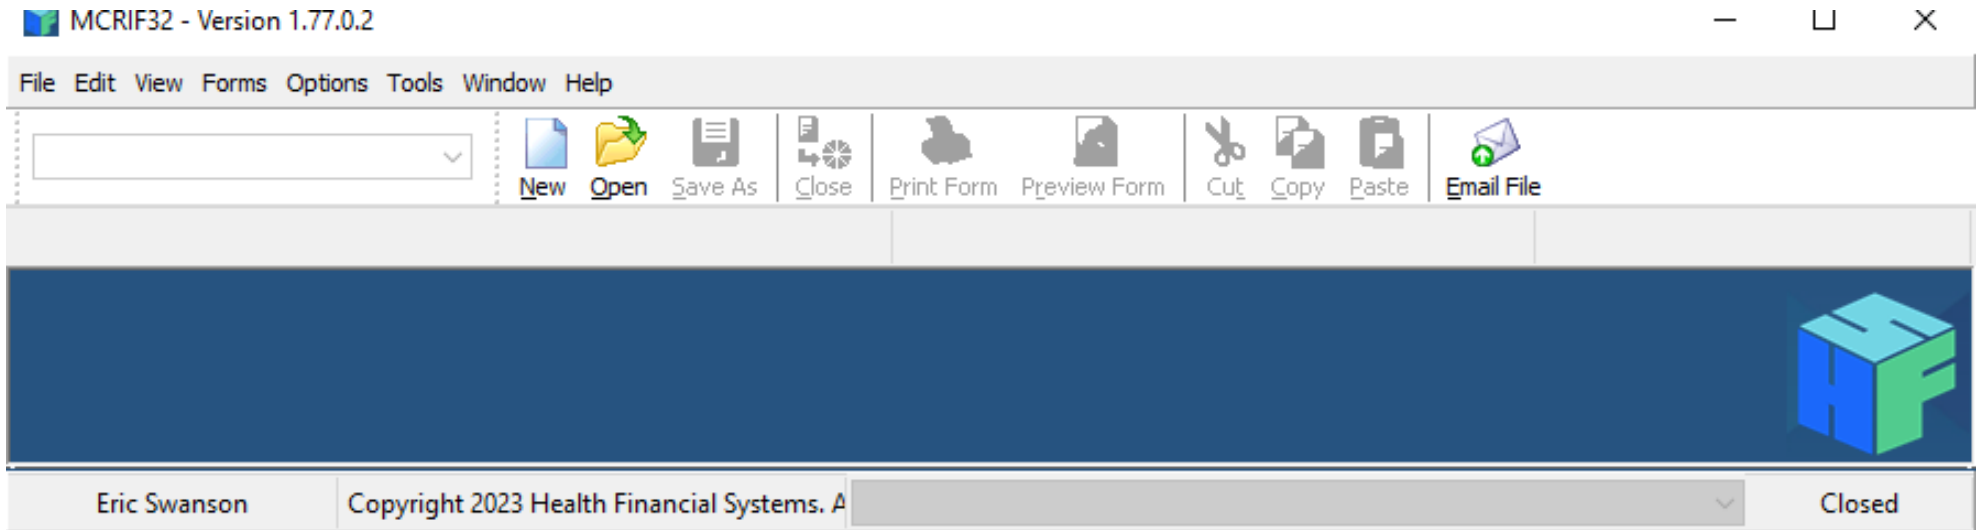 MCRIF32 - Version 1.77.0.2
File Edit View Forms Options Tools Window Help
New Open Save As Close Print Form Preview Form Cut Copy Paste Email File
HSF
Eric Swanson Copyright 2023 Health Financial Systems. A Closed